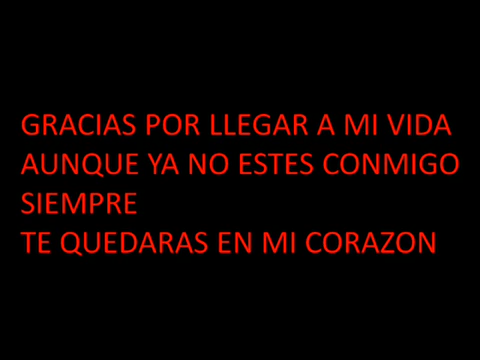 GRACIAS POR LLEGAR A MI VIDA
AUNQUE YA NO ESTES CONMIGO
SIEMPRE
TE QUEDARAS EN MI CORAZON